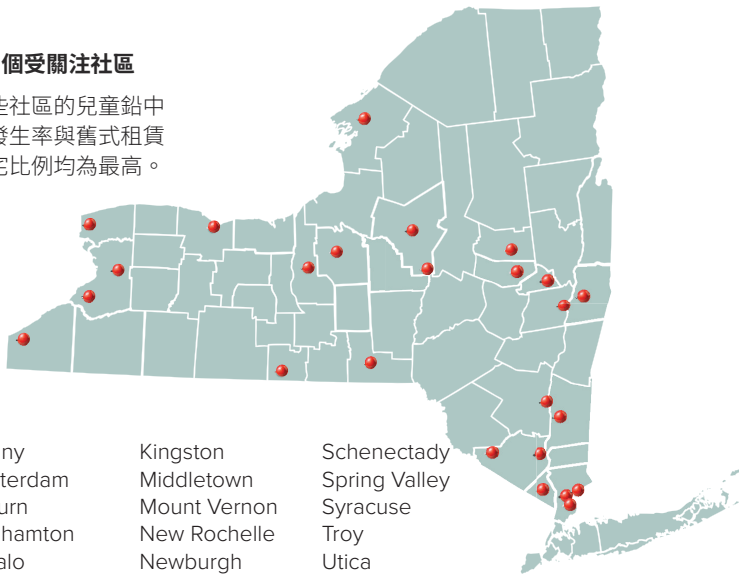 個受關注社區
些社區的兒童鉛中
發生率與舊式租賃
宅比例均為最高。
ny
terdam
urn
hamton
alo
Kingston
Middletown
Mount Vernon
New Rochelle
Newburgh
Schenectady
Spring Valley
Syracuse
Troy
Utica